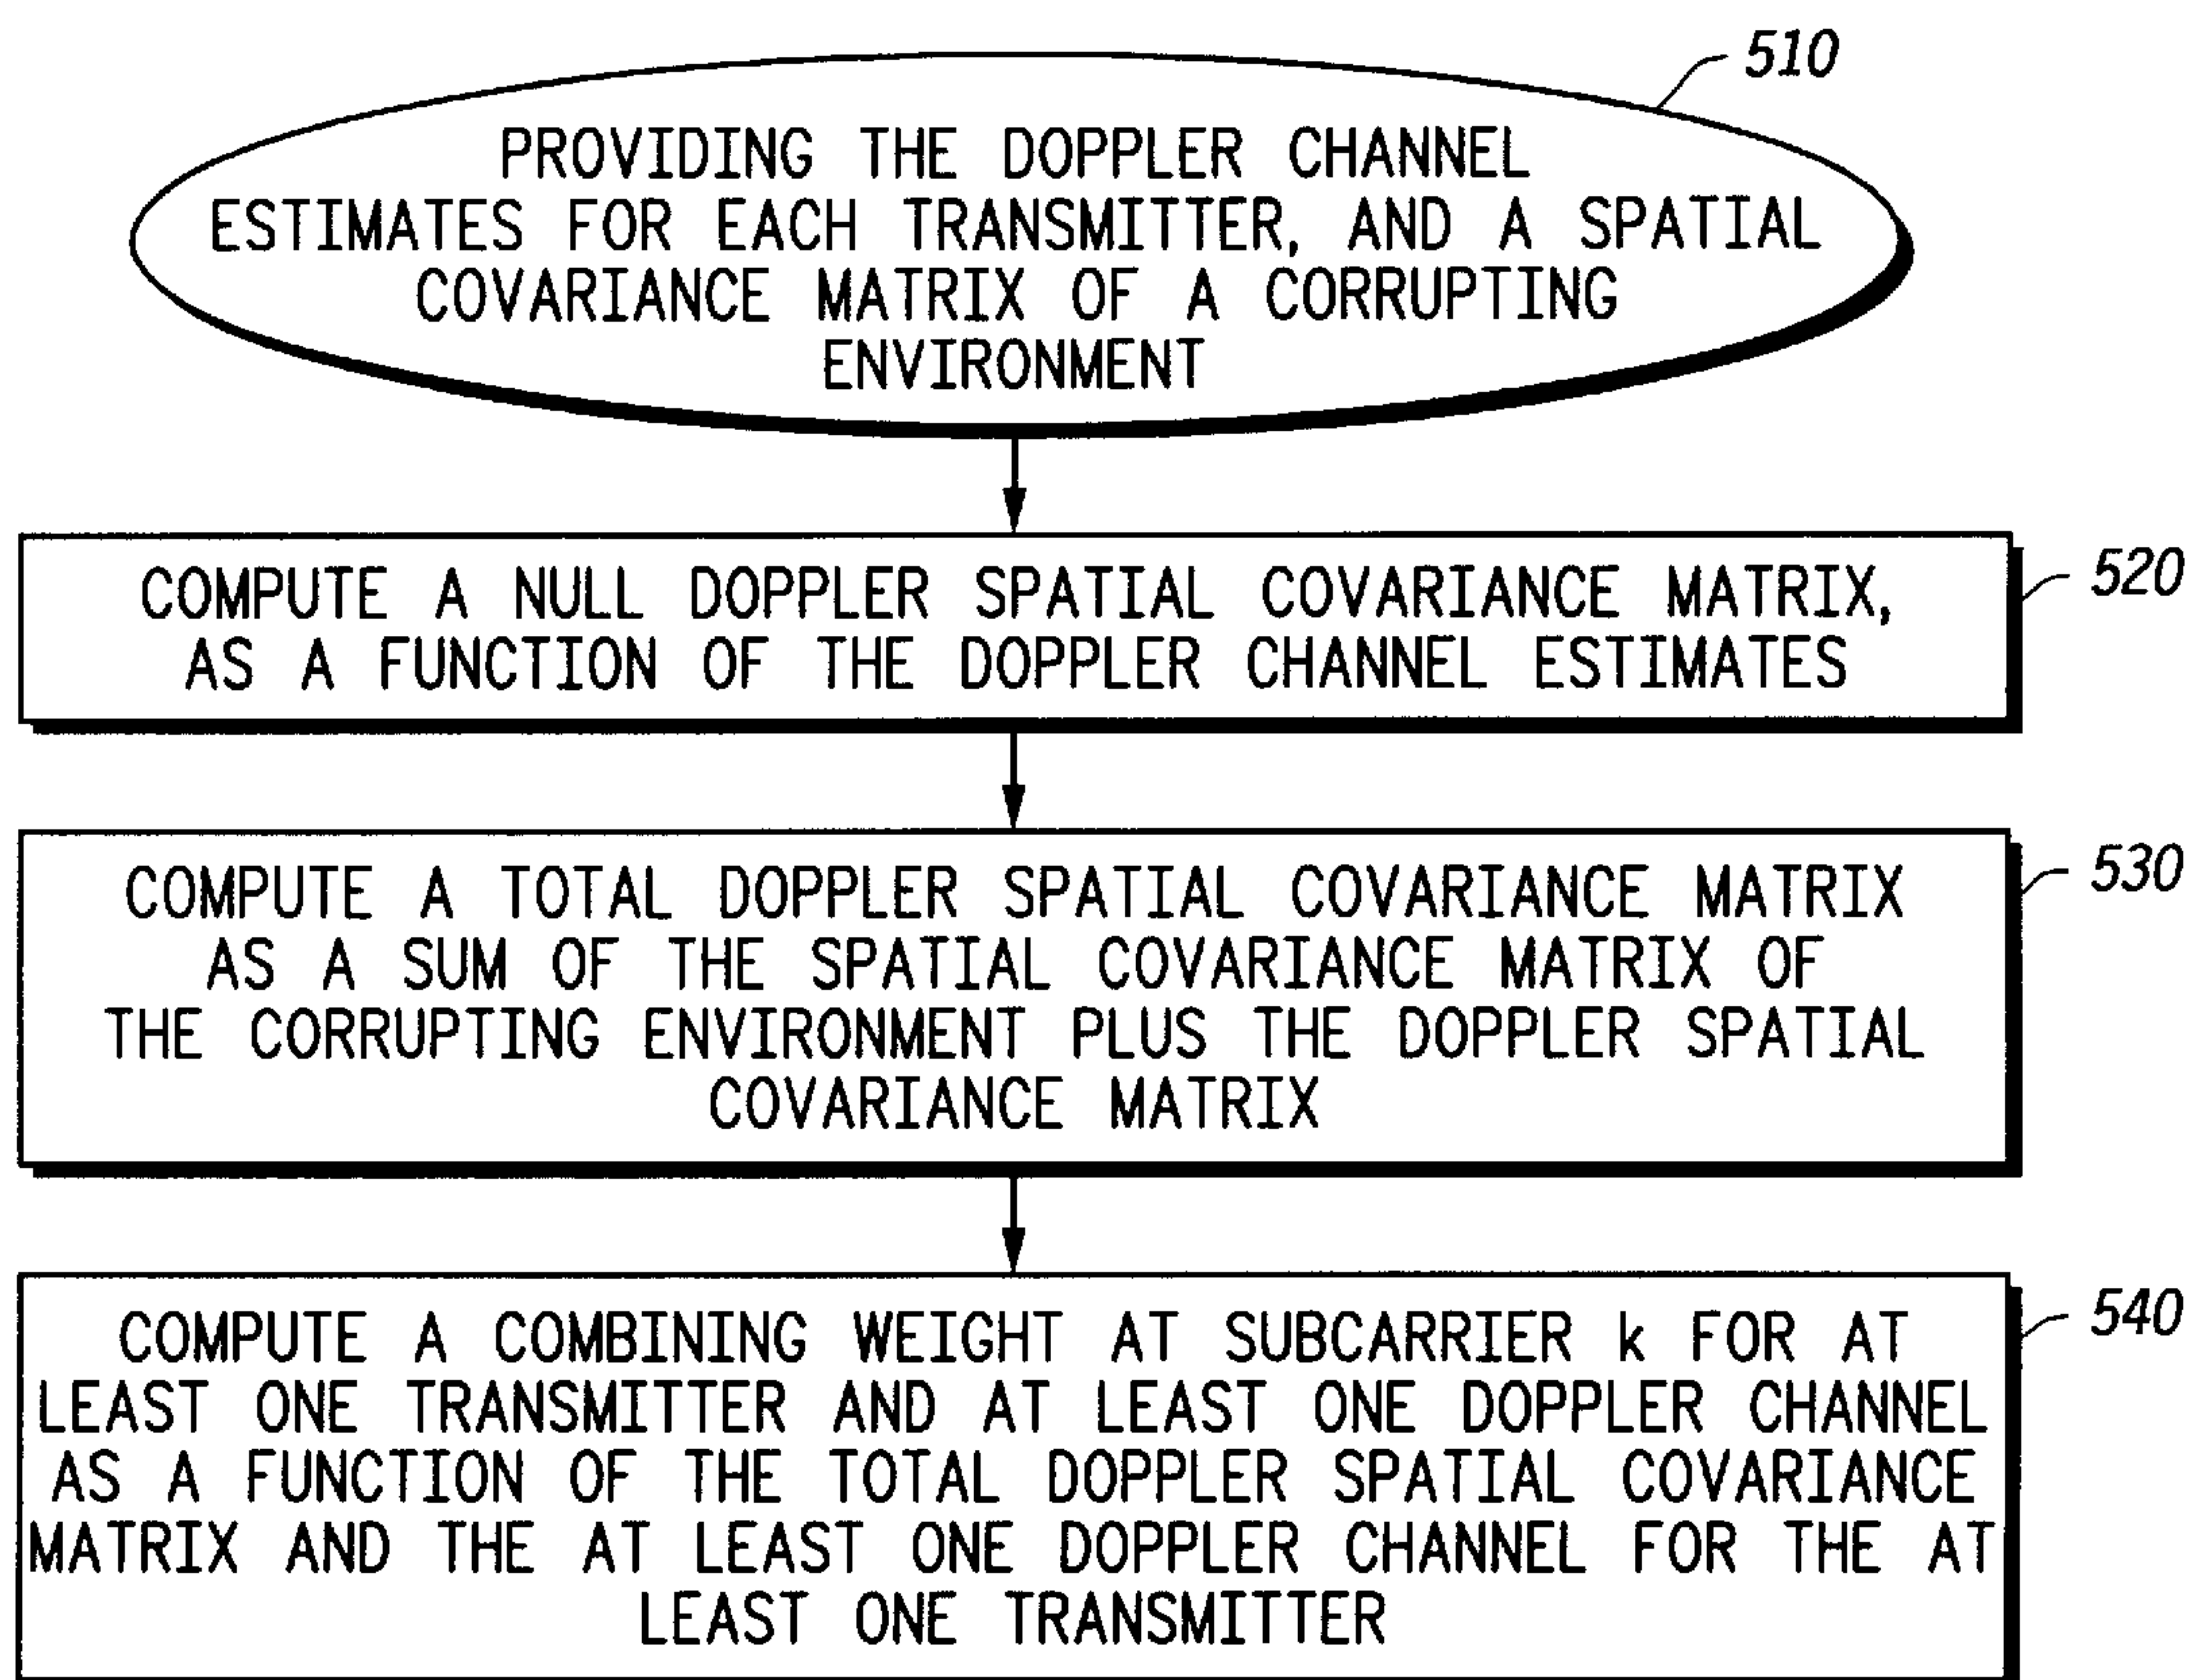 510
PROVIDING THE DOPPLER CHANNEL
ESTIMATES FOR EACH TRANSMITTER, AND A SPATIAL
COVARIANCE MATRIX OF A CORRUPTING
ENVIRONMENT
520
COMPUTE A NULL DOPPLER SPATIAL COVARIANCE MATRIX,
AS A FUNCTION OF THE DOPPLER CHANNEL ESTIMATES
530
COMPUTE A TOTAL DOPPLER SPATIAL COVARIANCE MATRIX
AS A SUM OF THE SPATIAL COVARIANCE MATRIX OF
THE CORRUPTING ENVIRONMENT PLUS THE DOPPLER SPATIAL
COVARIANCE MATRIX
540
COMPUTE A COMBINING WEIGHT AT SUBCARRIER k FOR AT
LEAST ONE TRANSMITTER AND AT LEAST ONE DOPPLER CHANNEL
AS A FUNCTION OF THE TOTAL DOPPLER SPATIAL COVARIANCE
MATRIX AND THE AT LEAST ONE DOPPLER CHANNEL FOR THE AT
LEAST ONE TRANSMITTER